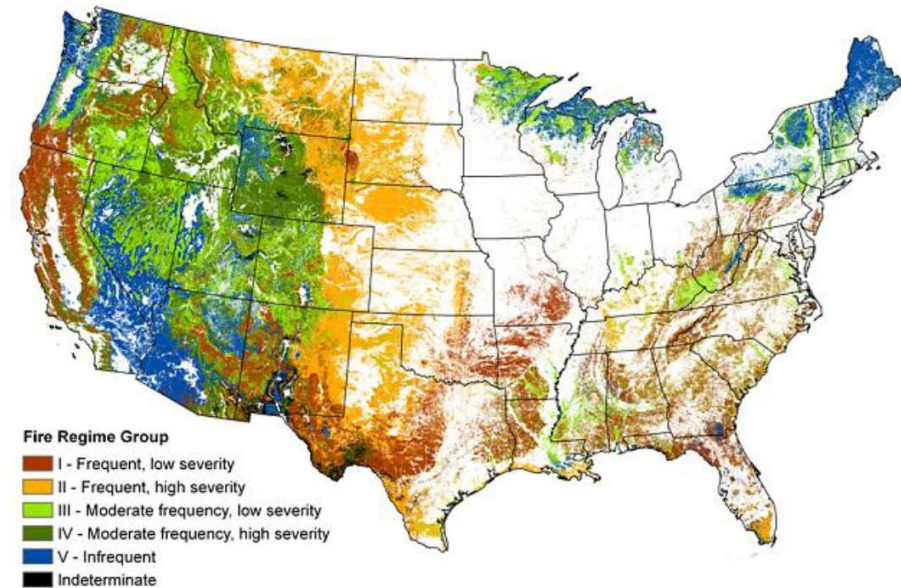 Fire Regime Group
I - Frequent, low severity
II - Frequent, high severity
III - Moderate frequency, low severity
IV - Moderate frequency, high severity
V - Infrequent
Indeterminate